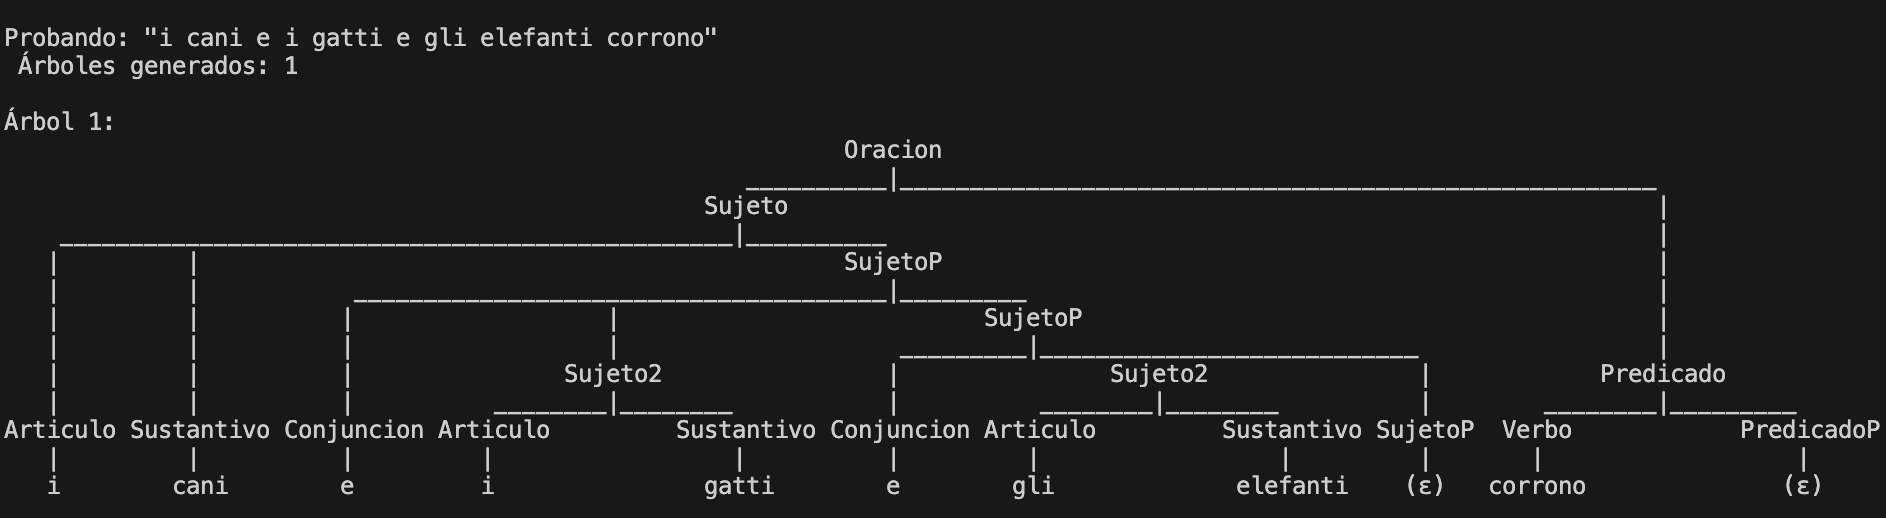 Probando: "i cani e i gatti e gli elefanti corrono"
Árboles generados: 1
Árbol 1:
Oracion
Sujeto
SujetoP
SujetoP
Sujeto2 Sujeto2 Predicado
Articulo Sustantivo Conjuncion Articulo Sustantivo Conjuncion Articulo Sustantivo SujetoP Verbo PredicadoP
i cani e i gatti e gli elefanti (ε) corrono (ε)